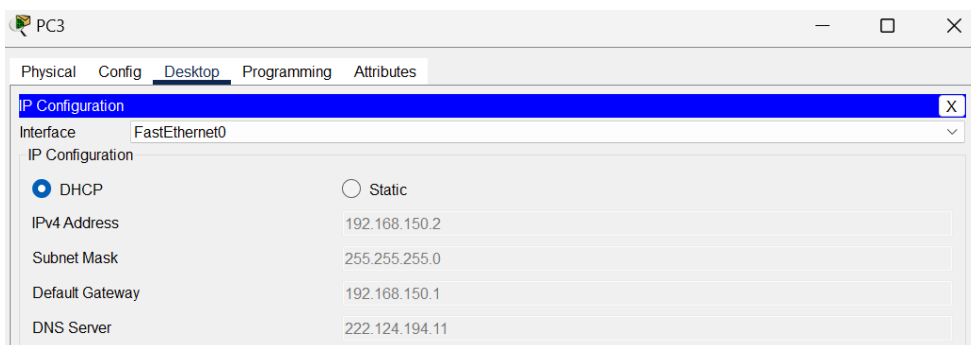 PC3
Physical Config Desktop Programming Attributes
IP Configuration X
Interface FastEthernet0
IP Configuration
DHCP Static
IPv4 Address 192.168.150.2
Subnet Mask 255.255.255.0
Default Gateway 192.168.150.1
DNS Server 222.124.194.11